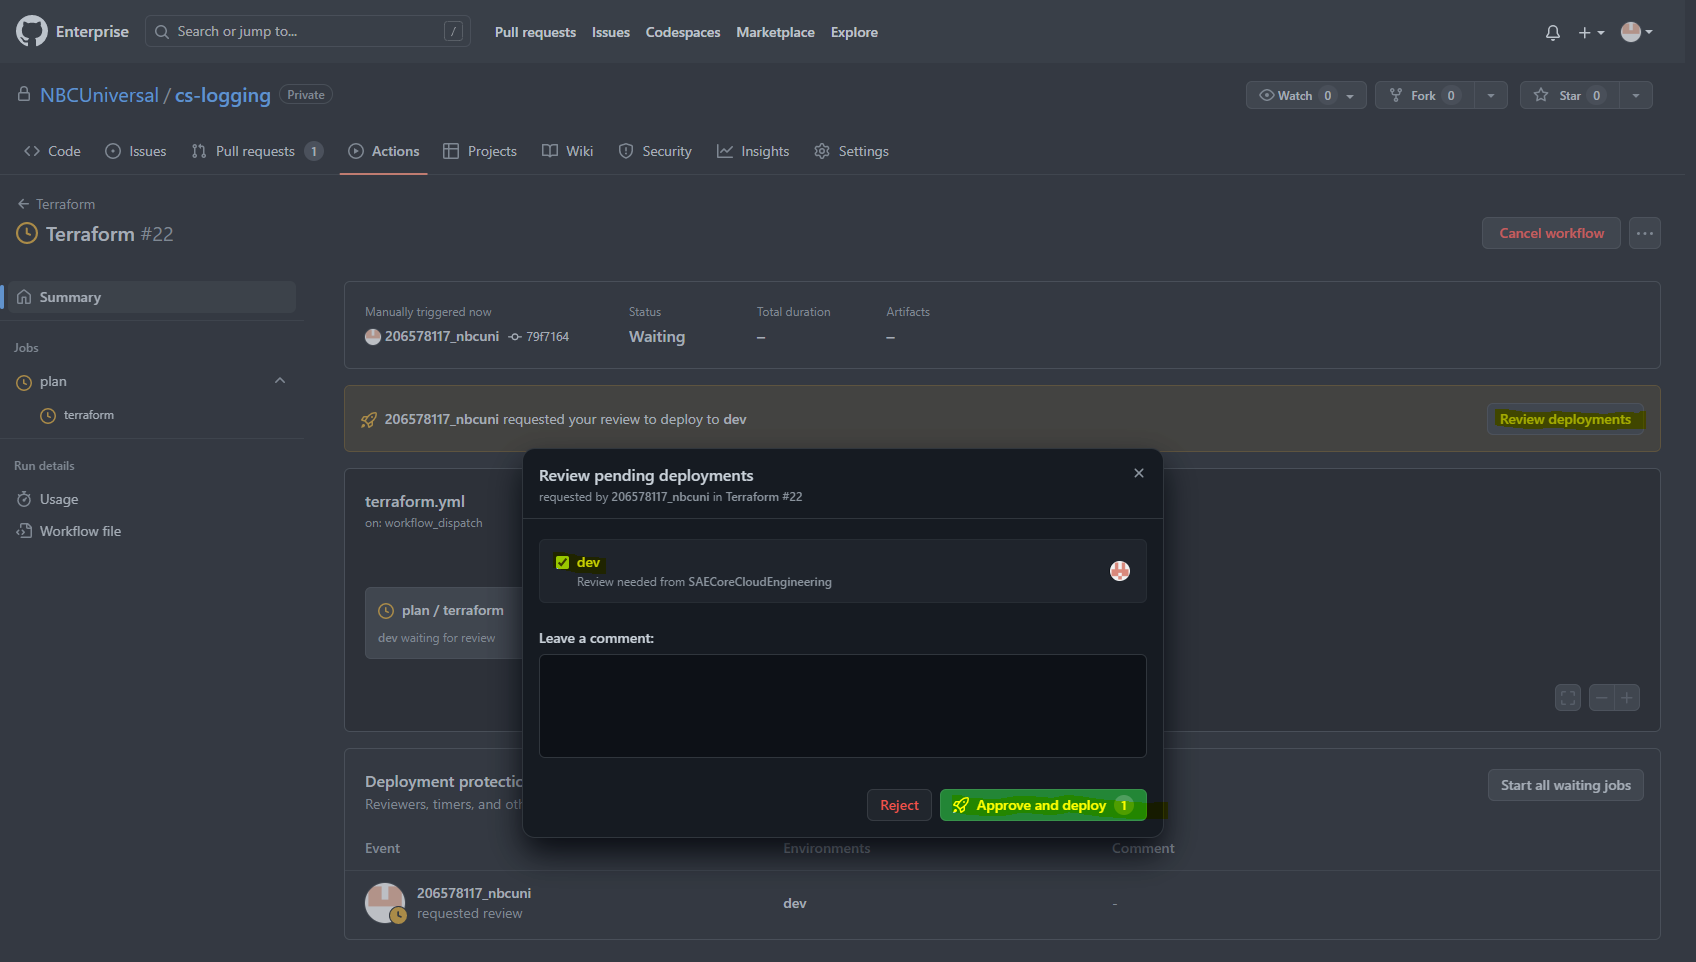 Enterprise
Search or jump to...
/
Pull requests
Issues
Codespaces
Marketplace
Explore
NBCUniversal / cs-logging
Private
Watch 0
Fork 0
Star 0
Code
Issues
Pull requests 1
Actions
Projects
Wiki
Security
Insights
Settings
Terraform
Terraform #22
Cancel workflow
Summary
Jobs
plan
terraform
Run details
Usage
Workflow file
Manually triggered now
206578117_nbcuni 79f7164
Status
Waiting
Total duration
–
Artifacts
–
206578117_nbcuni requested your review to deploy to dev
Review deployments
terraform.yml
on: workflow_dispatch
plan / terraform
dev waiting for review
Review pending deployments
requested by 206578117_nbcuni in Terraform #22
dev
Review needed from SAECoreCloudEngineering
Leave a comment:
Reject
Approve and deploy 1
Deployment protectic
Reviewers, timers, and oth
Start all waiting jobs
Event
Environments
Comment
206578117_nbcuni
requested review
dev
-